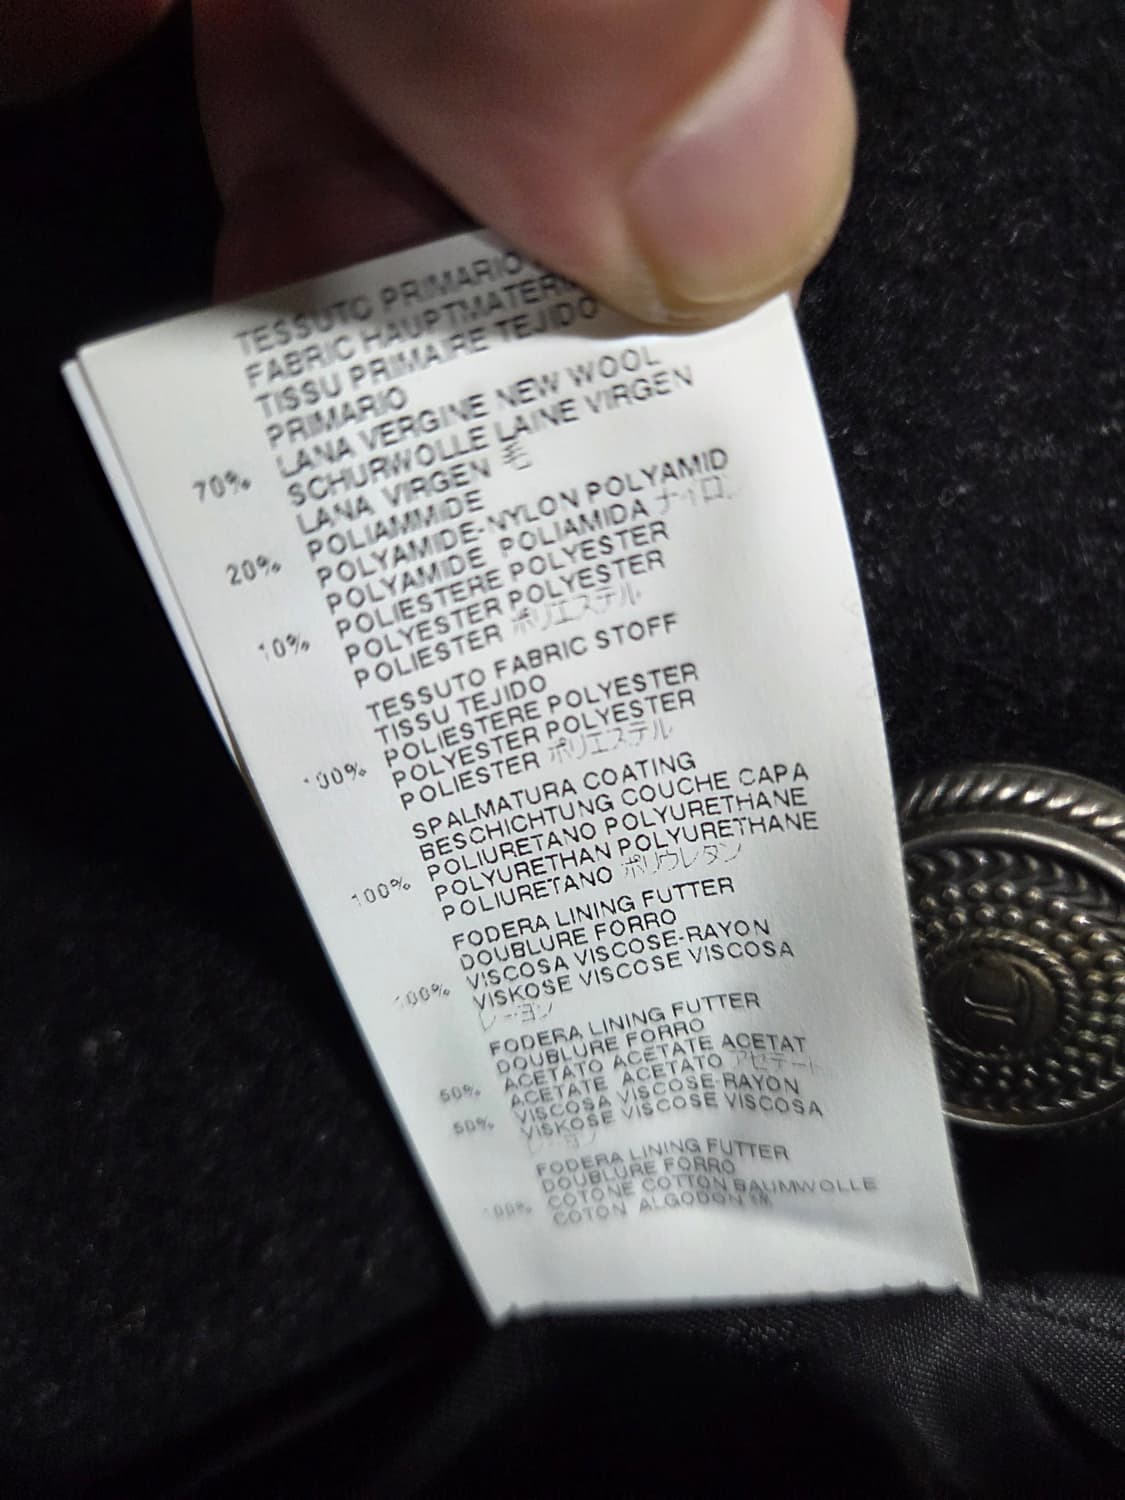 TESSUTO PRIMARIO
FABRIC HAUPTMATER
TISSU PRIMAIRE TEJIDO
PRIMARIO
70% LANA VERGINE NEW WOOL
SCHURWOLLE LAINE VIRGEN
LANA VIRGEN 毛
20% POLIAMMIDE
POLYAMIDE-NYLON POLYAMID
POLYAMIDE POLIAMIDA ナイロン
10% POLIESTERE POLYESTER
POLYESTER POLYESTER
POLIESTER ポリエステル
TESSUTO FABRIC STOFF
TISSU TEJIDO
100% POLIESTERE POLYESTER
POLYESTER POLYESTER
POLIESTER ポリエステル
SPALMATURA COATING
BESCHICHTUNG COUCHE CAPA
100% POLIURETANO POLYURETHANE
POLYURETHAN POLYURETHANE
POLIURETANO ポリウレタン
FODERA LINING FUTTER
DOUBLURE FORRO
100% VISCOSA VISCOSE-RAYON
VISKOSE VISCOSE VISCOSA
レーヨン
FODERA LINING FUTTER
DOUBLURE FORRO
50% ACETATO ACETATE ACETAT
ACETATE ACETATO アセテート
50% VISCOSA VISCOSE-RAYON
VISKOSE VISCOSE VISCOSA
レーヨン
FODERA LINING FUTTER
DOUBLURE FORRO
100% COTONE COTTON BAUMWOLLE
COTON ALGODON 綿